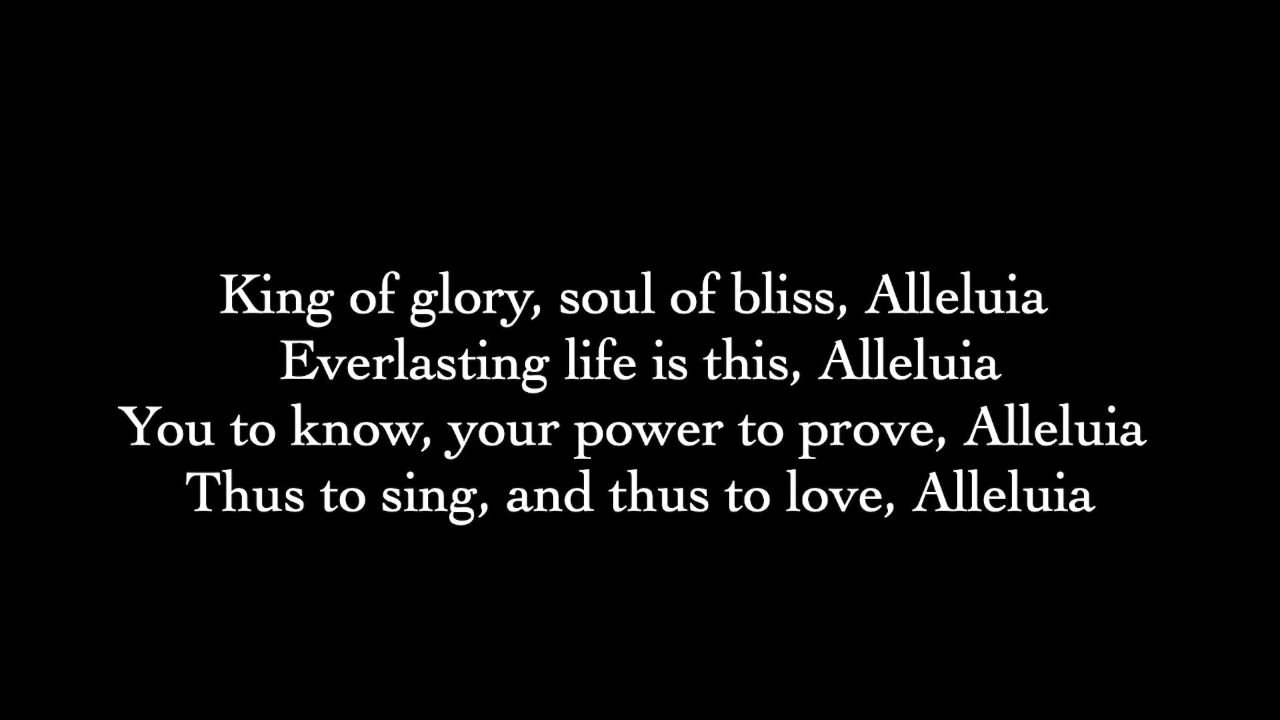 King of glory, soul of bliss, Alleluia
Everlasting life is this, Alleluia
You to know, your power to prove, Alleluia
Thus to sing, and thus to love, Alleluia